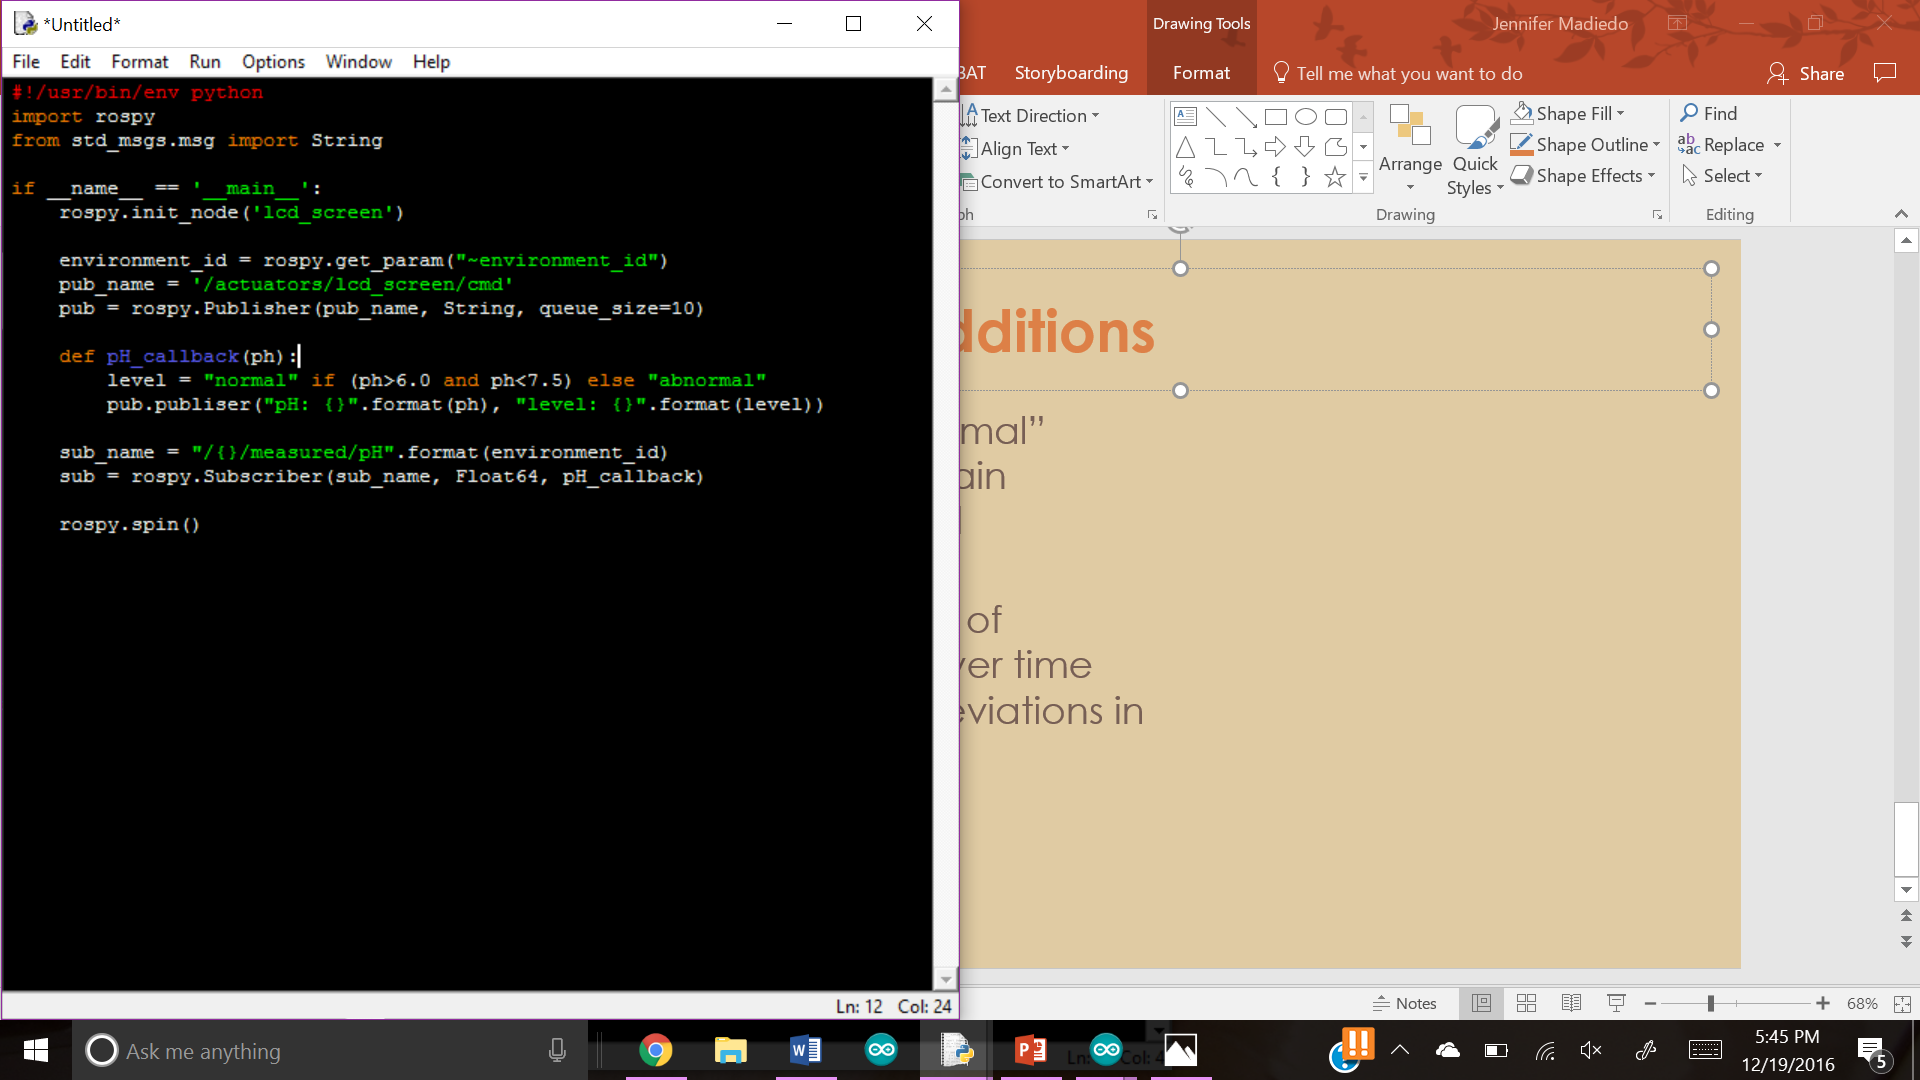 *Untitled*
File Edit Format Run Options Window Help
#!/usr/bin/env python
import rospy
from std_msgs.msg import String
if __name__ == '__main__':
    rospy.init_node('lcd_screen')
    environment_id = rospy.get_param("~environment_id")
    pub_name = '/actuators/lcd_screen/cmd'
    pub = rospy.Publisher(pub_name, String, queue_size=10)
    def pH_callback(ph):
        level = "normal" if (ph>6.0 and ph<7.5) else "abnormal"
        pub.publiser("pH: {}".format(ph), "level: {}".format(level))
    sub_name = "/{}/measured/pH".format(environment_id)
    sub = rospy.Subscriber(sub_name, Float64, pH_callback)
    rospy.spin()
Ln: 12 Col: 24
Drawing Tools
Jennifer Madiedo
BAT Storyboarding Format Tell me what you want to do Share
Text Direction
Align Text
Convert to SmartArt
ph
Arrange
Quick
Styles
Shape Fill
Shape Outline
Shape Effects
Drawing
Find
Replace
Select
Editing
dditions
mal”
ain
of
ver time
eviations in
Notes 68%
Ask me anything
5:45 PM
12/19/2016
5